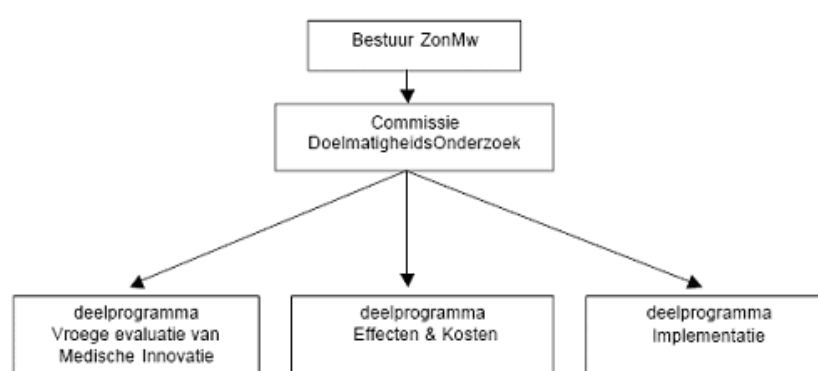 Bestuur ZonMw
Commissie
DoelmatigheidsOnderzoek
deelprogramma
Vroege evaluatie van
Medische Innovatie
deelprogramma
Effecten & Kosten
deelprogramma
Implementatie